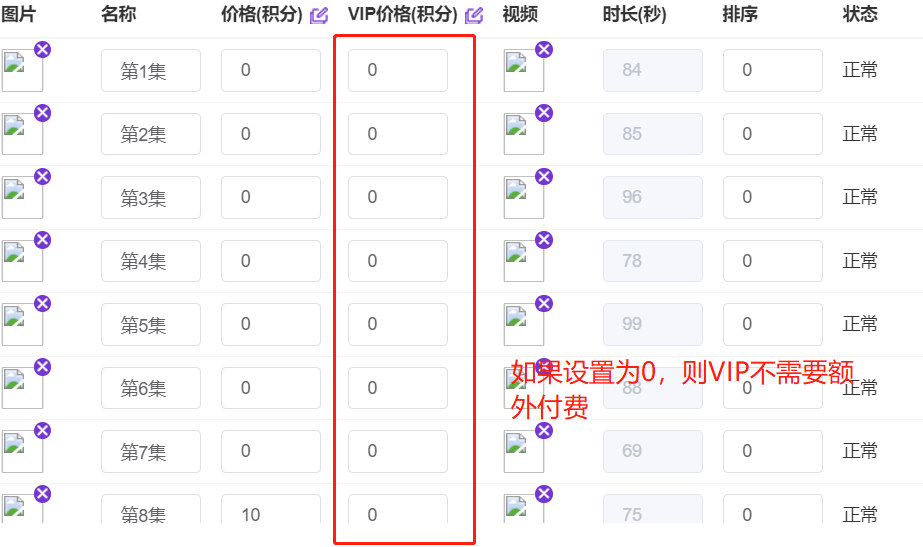 图片 名称 价格(积分) VIP价格(积分) 视频 时长(秒) 排序 状态
第1集 0 0 84 0 正常
第2集 0 0 85 0 正常
第3集 0 0 96 0 正常
第4集 0 0 78 0 正常
第5集 0 0 99 0 正常
如果设置为0，则VIP不需要额
第6集 0 0 88 0 正常
外付费
第7集 0 0 69 0 正常
第8集 10 0 75 0 正常